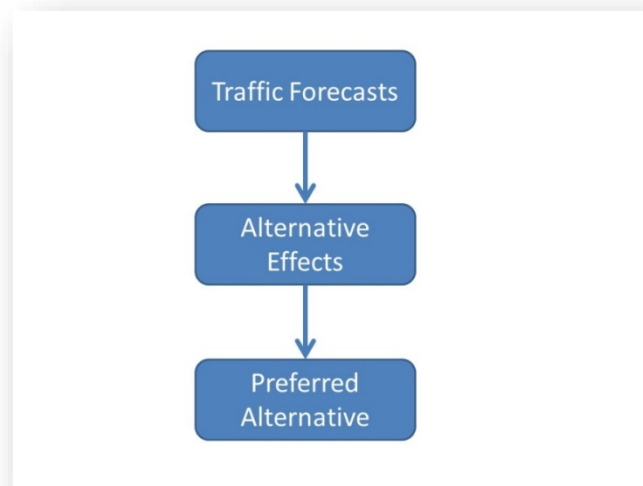 Traffic Forecasts
Alternative
Effects
Preferred
Alternative